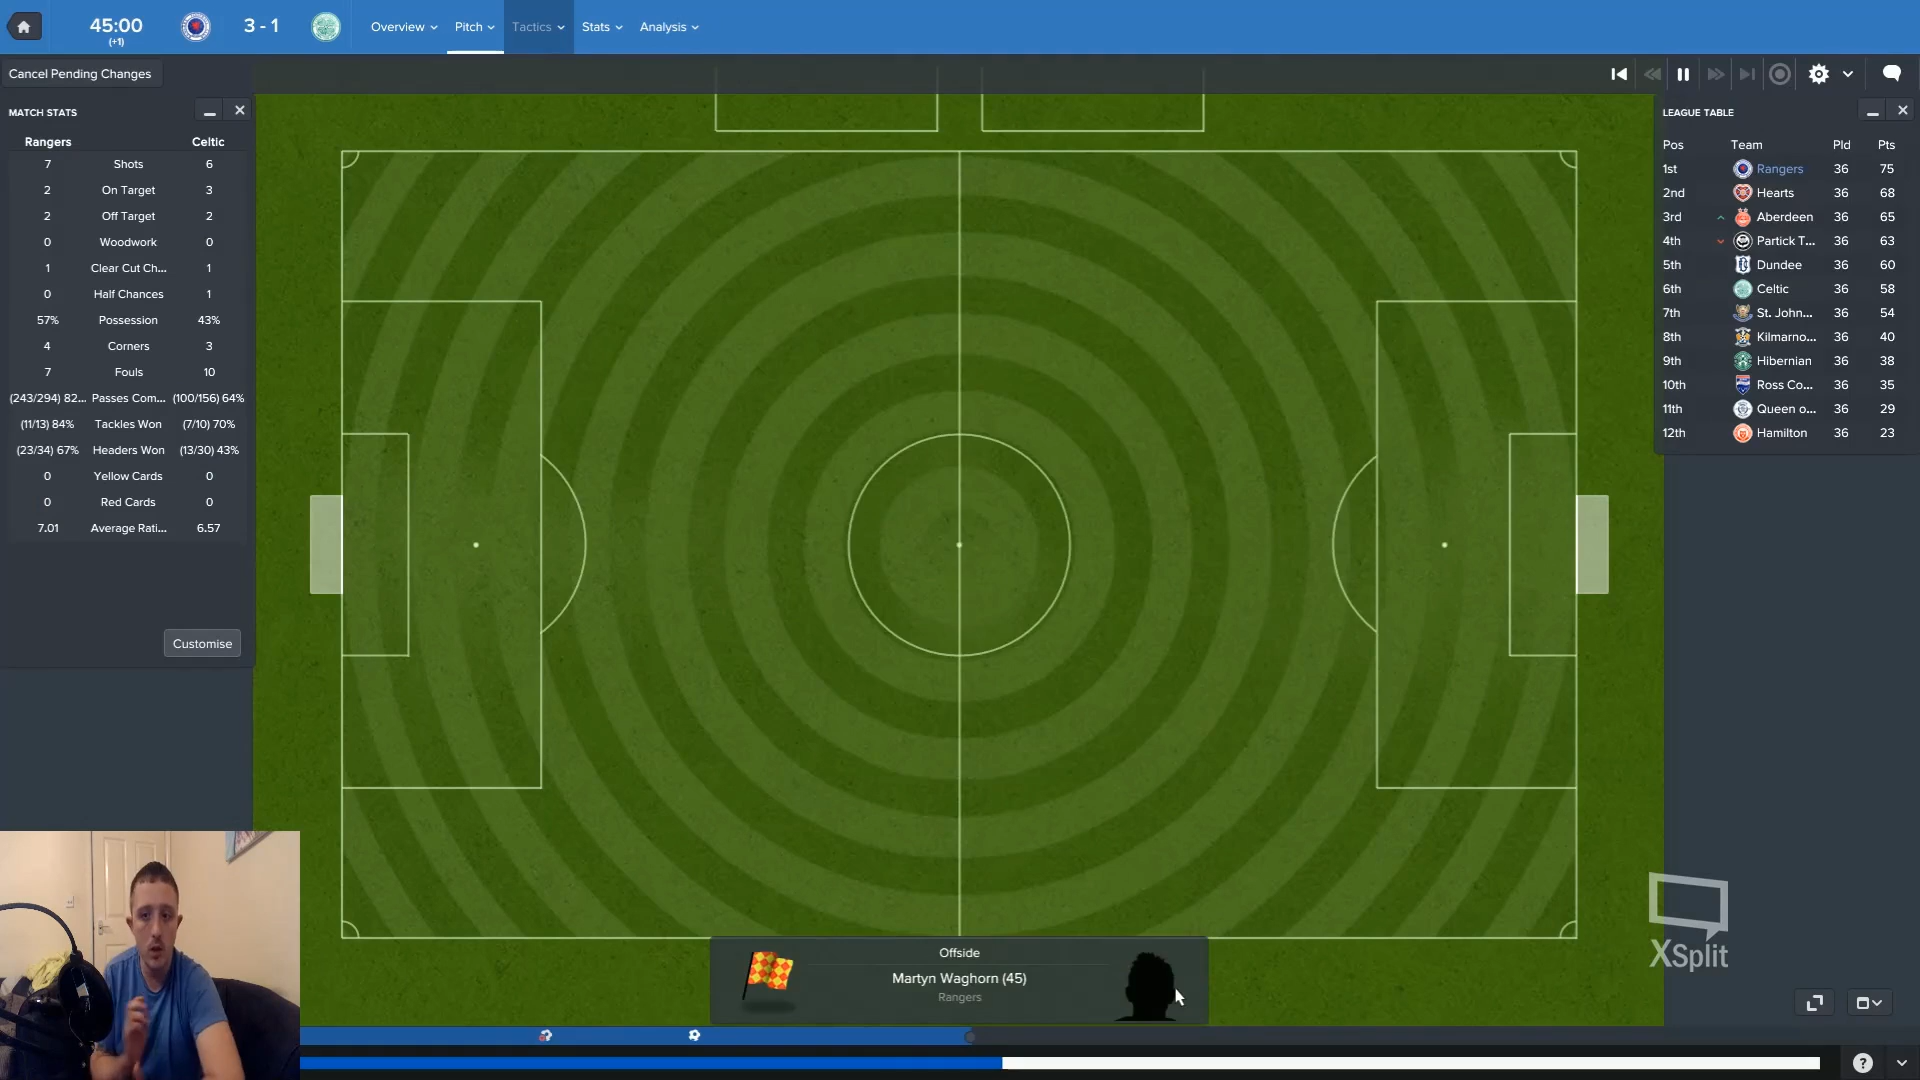 45:00
(+1)
3 - 1
Overview
Pitch
Tactics
Stats
Analysis
Cancel Pending Changes
MATCH STATS
Rangers Celtic
7 Shots 6
2 On Target 3
2 Off Target 2
0 Woodwork 0
1 Clear Cut Ch... 1
0 Half Chances 1
57% Possession 43%
4 Corners 3
7 Fouls 10
(243/294) 82... Passes Com... (100/156) 64%
(11/13) 84% Tackles Won (7/10) 70%
(23/34) 67% Headers Won (13/30) 43%
0 Yellow Cards 0
0 Red Cards 0
7.01 Average Rati... 6.57
Customise
LEAGUE TABLE
Pos Team Pld Pts
1st Rangers 36 75
2nd Hearts 36 68
3rd Aberdeen 36 65
4th Partick T... 36 63
5th Dundee 36 60
6th Celtic 36 58
7th St. John... 36 54
8th Kilmarno... 36 40
9th Hibernian 36 38
10th Ross Co... 36 35
11th Queen o... 36 29
12th Hamilton 36 23
Offside
Martyn Waghorn (45)
Rangers
XSplit
?